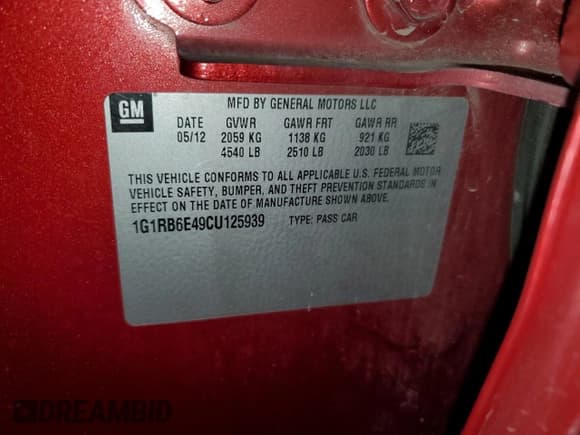 GM
MFD BY GENERAL MOTORS LLC
DATE GVWR GAWR FRT GAWR RR
05/12 2059 KG 1138 KG 921 KG
4540 LB 2510 LB 2030 LB
THIS VEHICLE CONFORMS TO ALL APPLICABLE U.S. FEDERAL MOTOR
VEHICLE SAFETY, BUMPER, AND THEFT PREVENTION STANDARDS IN
EFFECT ON THE DATE OF MANUFACTURE SHOWN ABOVE.
1G1RB6E49CU125939 TYPE: PASS CAR
DREAMBID